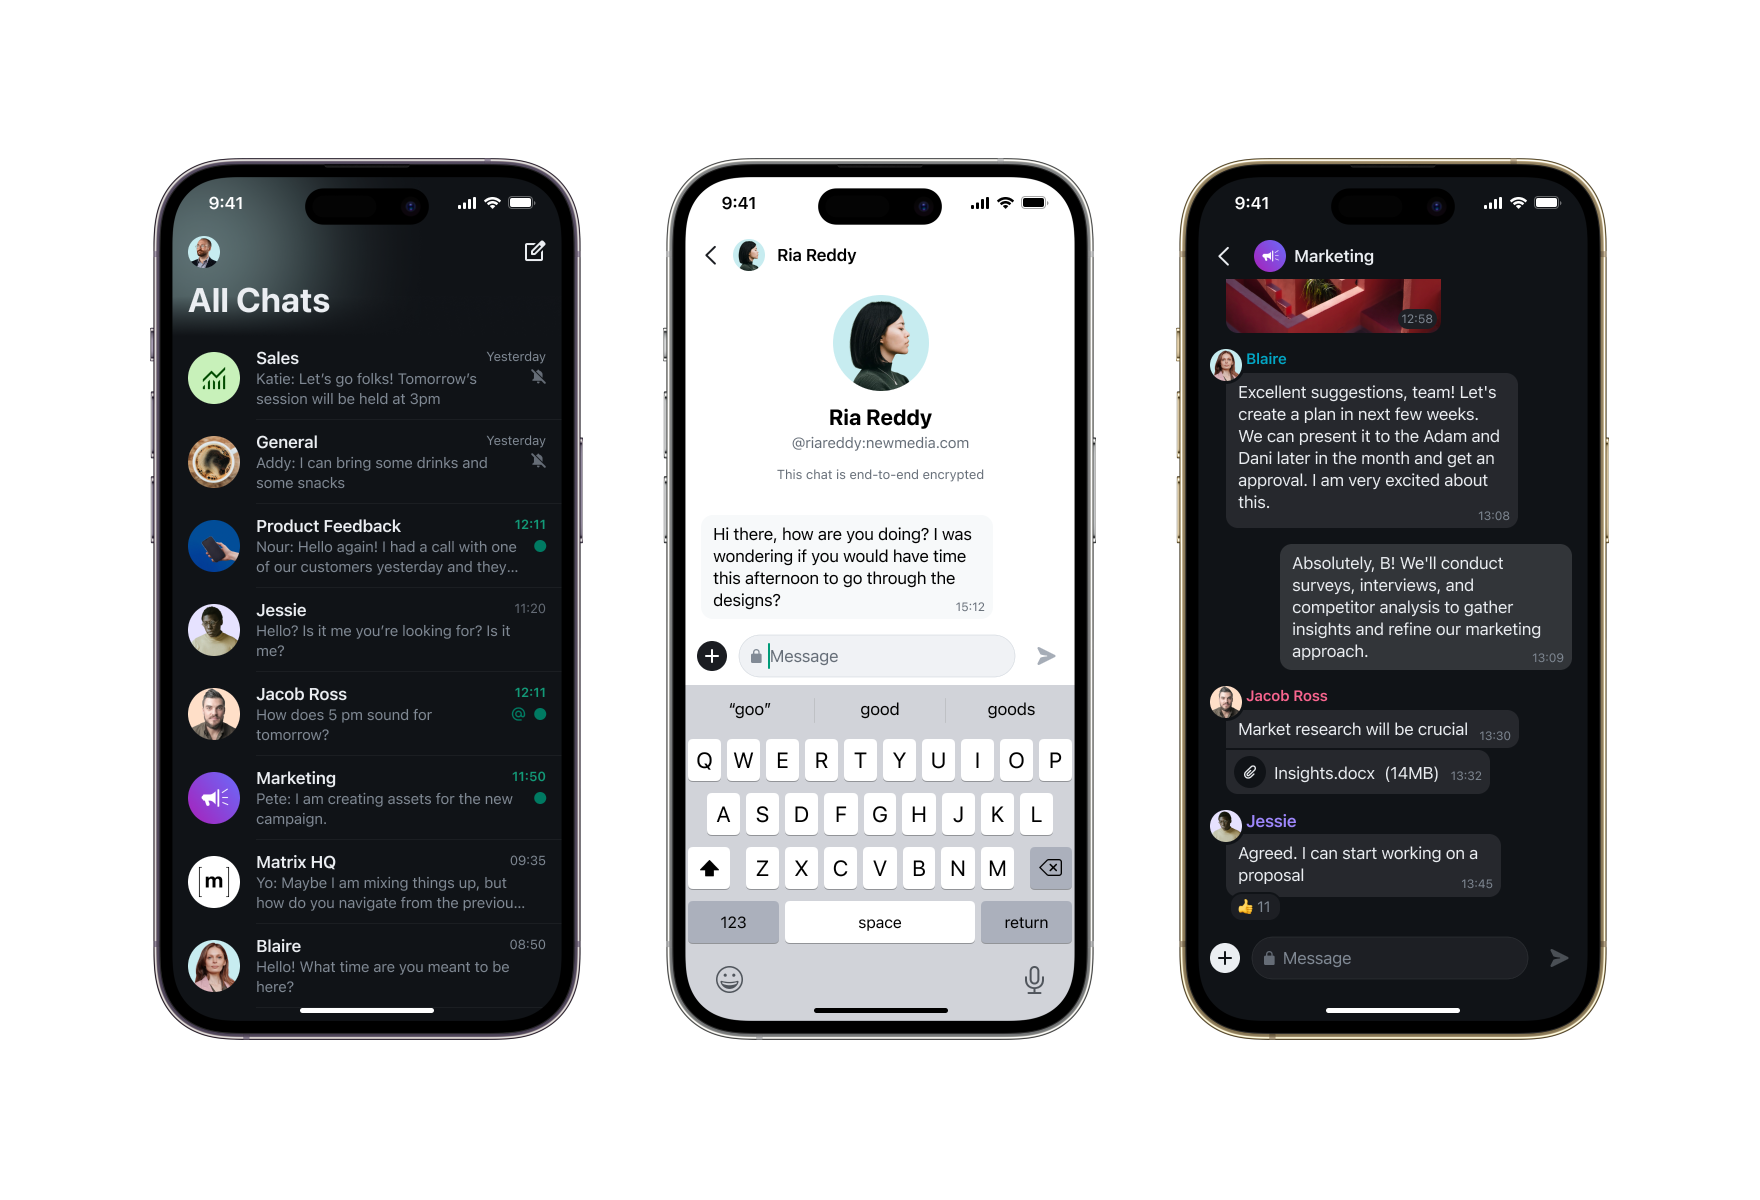 9:41
All Chats
Sales
Yesterday
Katie: Let's go folks! Tomorrow's
session will be held at 3pm
General
Yesterday
Addy: I can bring some drinks and
some snacks
Product Feedback
12:11
Nour: Hello again! I had a call with one
of our customers yesterday and they...
Jessie
11:20
Hello? Is it me you're looking for? Is it
me?
Jacob Ross
12:11
How does 5 pm sound for
@
tomorrow?
Marketing
11:50
Pete: I am creating assets for the new
campaign.
[m]
Matrix HQ
09:35
Yo: Maybe I am mixing things up, but
how do you navigate from the previou...
Blaire
08:50
Hello! What time are you meant to be
here?
9:41
Ria Reddy
Ria Reddy
@riareddy:newmedia.com
This chat is end-to-end encrypted
Hi there, how are you doing? I was
wondering if you would have time
this afternoon to go through the
designs?
15:12
Message
“goo” good goods
Q W E R T Y U I O P
A S D F G H J K L
Z X C V B N M
123 space return
9:41
Marketing
12:58
Blaire
Excellent suggestions, team! Let's
create a plan in next few weeks.
We can present it to the Adam and
Dani later in the month and get an
approval. I am very excited about
this.
13:08
Absolutely, B! We'll conduct
surveys, interviews, and
competitor analysis to gather
insights and refine our marketing
approach.
13:09
Jacob Ross
Market research will be crucial 13:30
Insights.docx (14MB) 13:32
Jessie
Agreed. I can start working on a
proposal
13:45
👍 11
Message